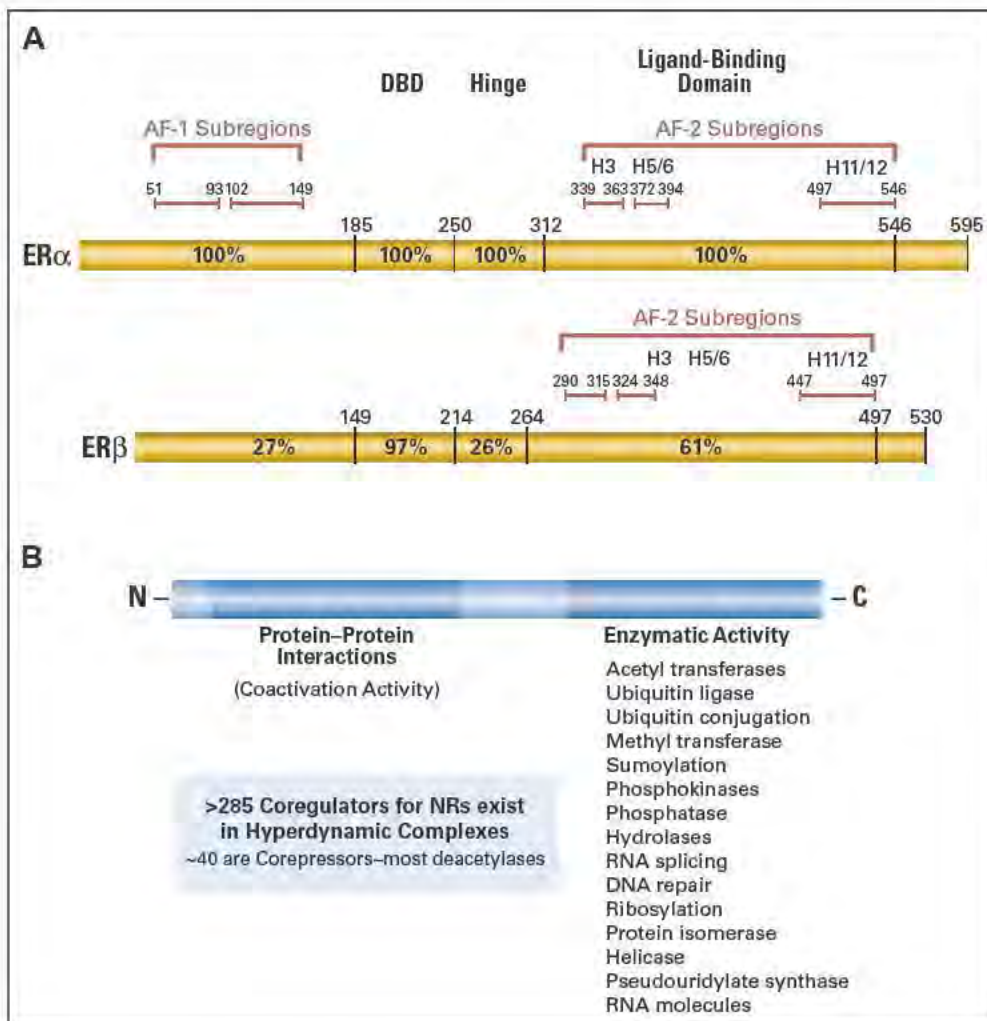 A
DBD Hinge Ligand-Binding
Domain
AF-1 Subregions AF-2 Subregions
H3 H5/6 H11/12
51 93 102 149 339 363 372 394 497 546
185 250 312 546 595
ERα 100% 100% 100% 100%
AF-2 Subregions
H3 H5/6 H11/12
290 315 324 348 447 497
149 214 264 497 530
ERβ 27% 97% 26% 61%
B
N – – C
Protein–Protein
Interactions
(Coactivation Activity)
>285 Coregulators for NRs exist
in Hyperdynamic Complexes
~40 are Corepressors–most deacetylases
Enzymatic Activity
Acetyl transferases
Ubiquitin ligase
Ubiquitin conjugation
Methyl transferase
Sumoylation
Phosphokinases
Phosphatase
Hydrolases
RNA splicing
DNA repair
Ribosylation
Protein isomerase
Helicase
Pseudouridylate synthase
RNA molecules